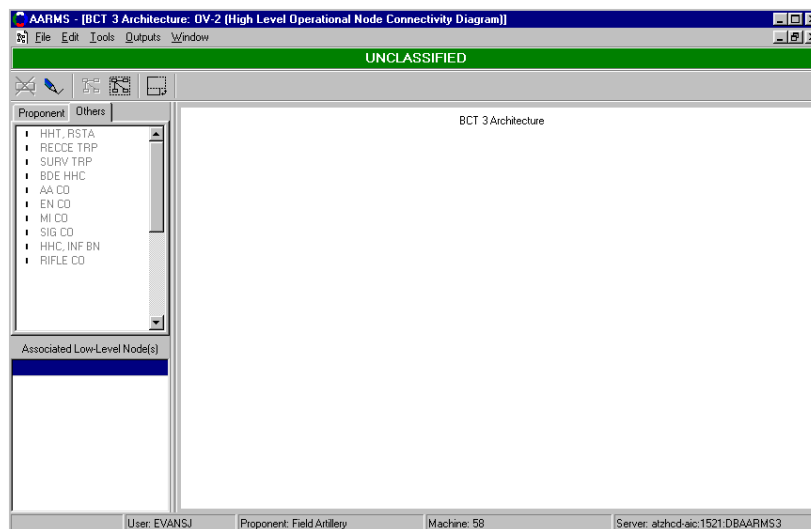 AARMS - [BCT 3 Architecture: OV-2 (High Level Operational Node Connectivity Diagram)]
File Edit Tools Outputs Window
UNCLASSIFIED
Proponent Others
HHT, RSTA
RECCE TRP
SURV TRP
BDE HHC
AA CO
EN CO
MI CO
SIG CO
HHC, INF BN
RIFLE CO
Associated Low-Level Node(s)
BCT 3 Architecture
User: EVANSJ Proponent: Field Artillery Machine: 58 Server: atzhcd-aic:1521:DBAARMS3